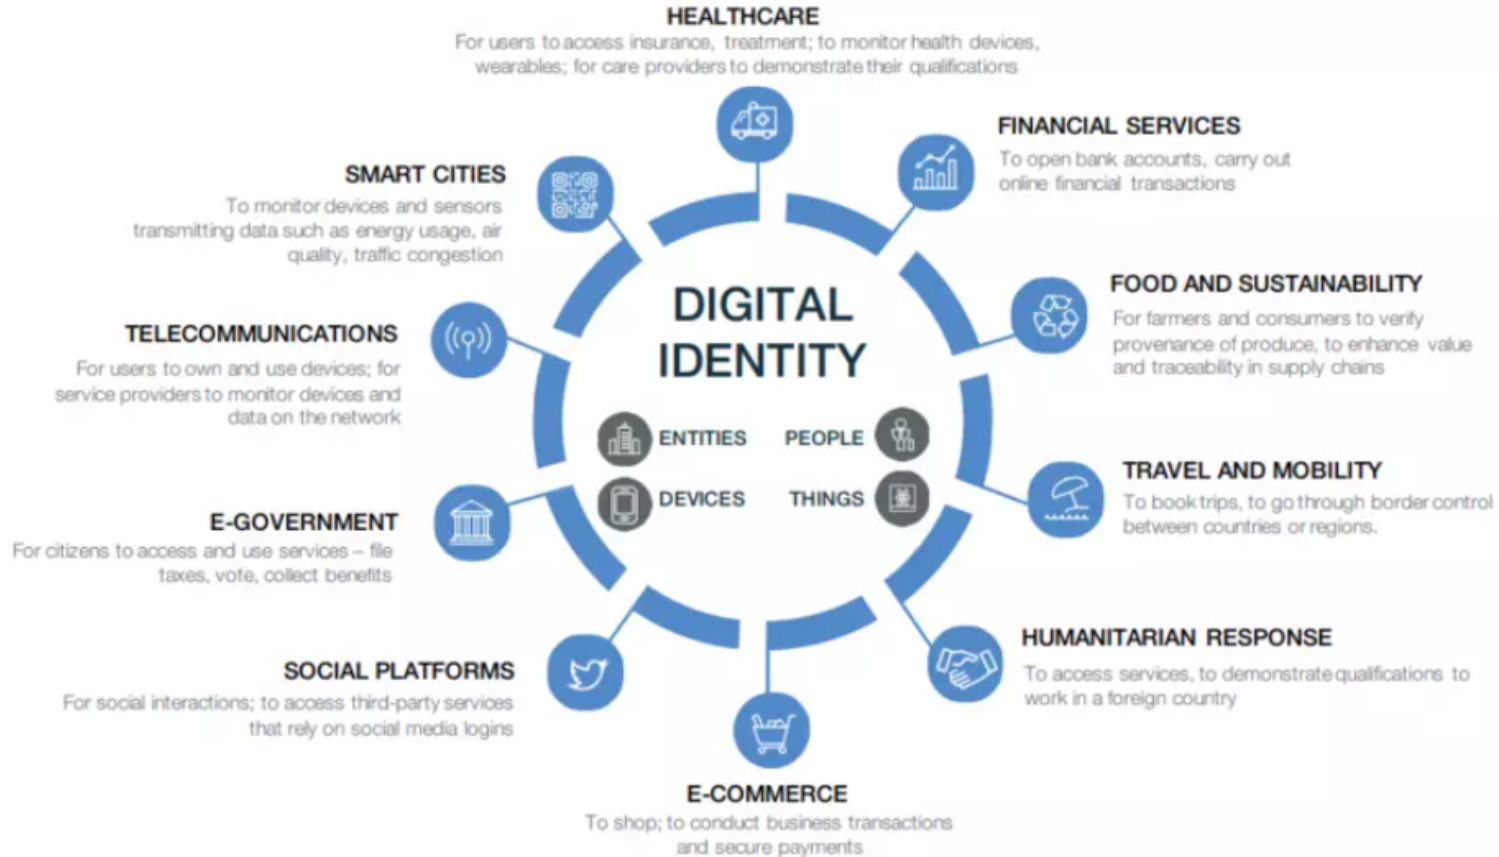 HEALTHCARE
For users to access insurance, treatment; to monitor health devices,
wearables; for care providers to demonstrate their qualifications
FINANCIAL SERVICES
To open bank accounts, carry out
online financial transactions
FOOD AND SUSTAINABILITY
For farmers and consumers to verify
provenance of produce, to enhance value
and traceability in supply chains
TRAVEL AND MOBILITY
To book trips, to go through border control
between countries or regions.
HUMANITARIAN RESPONSE
To access services, to demonstrate qualifications to
work in a foreign country
E-COMMERCE
To shop; to conduct business transactions
and secure payments
SOCIAL PLATFORMS
For social interactions; to access third-party services
that rely on social media logins
E-GOVERNMENT
For citizens to access and use services – file
taxes, vote, collect benefits
TELECOMMUNICATIONS
For users to own and use devices; for
service providers to monitor devices and
data on the network
SMART CITIES
To monitor devices and sensors
transmitting data such as energy usage, air
quality, traffic congestion
DIGITAL
IDENTITY
ENTITIES
PEOPLE
DEVICES
THINGS